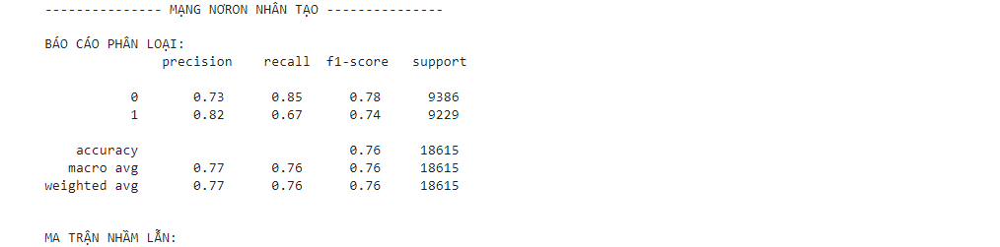 --------------- MẠNG NƠRON NHÂN TẠO ---------------
BÁO CÁO PHÂN LOẠI:
precision recall f1-score support
0 0.73 0.85 0.78 9386
1 0.82 0.67 0.74 9229
accuracy 0.76 18615
macro avg 0.77 0.76 0.76 18615
weighted avg 0.77 0.76 0.76 18615
MA TRẬN NHẦM LẪN: